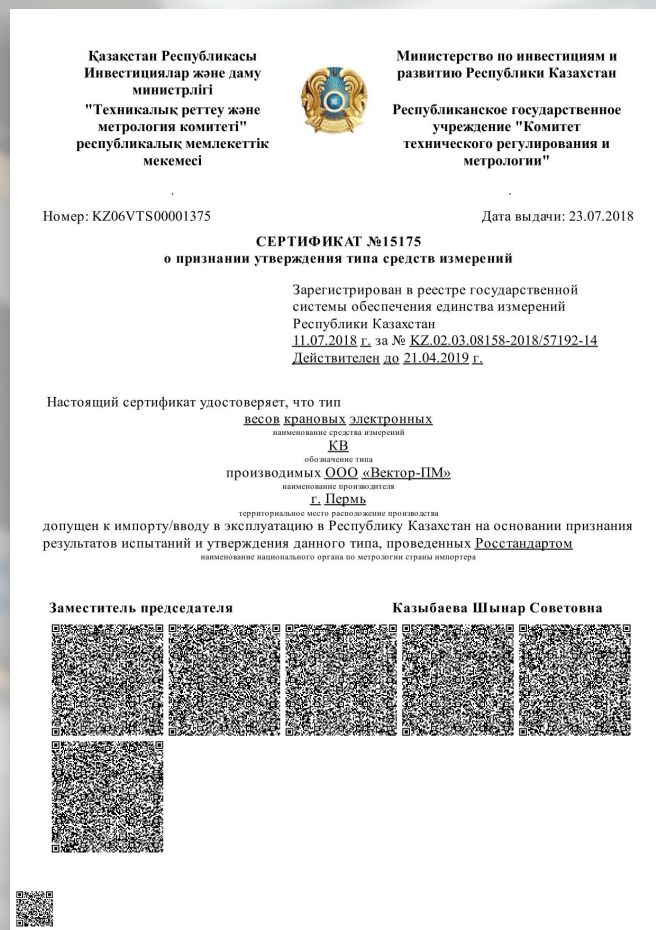 Қазақстан Республикасы
Инвестициялар және даму
министрлігі
"Техникалық реттеу және
метрология комитеті"
республикалық мемлекеттік
мекемесі
Министерство по инвестициям и
развитию Республики Казахстан
Республиканское государственное
учреждение "Комитет
технического регулирования и
метрологии"
Номер: KZ06VTS00001375
Дата выдачи: 23.07.2018
СЕРТИФИКАТ №15175
о признании утверждения типа средств измерений
Зарегистрирован в реестре государственной
системы обеспечения единства измерений
Республики Казахстан
11.07.2018 г. за № KZ.02.03.08158-2018/57192-14
Действителен до 21.04.2019 г.
Настоящий сертификат удостоверяет, что тип
весов крановых электронных
наименование средства измерений
КВ
обозначение типа
производимых ООО «Вектор-ПМ»
наименование производителя
г. Пермь
территориальное место расположение производства
допущен к импорту/вводу в эксплуатацию в Республику Казахстан на основании признания
результатов испытаний и утверждения данного типа, проведенных Росстандартом
наименование национального органа по метрологии страны импортера
Заместитель председателя
Казыбаева Шынар Советовна